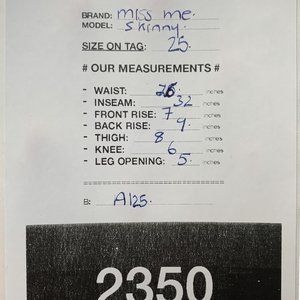 BRAND: miss me.
MODEL: skinny.
SIZE ON TAG: 25.
# OUR MEASUREMENTS #
- WAIST: 26 inches
- INSEAM: 32 inches
- FRONT RISE: 7 inches
- BACK RISE: 9. inches
- THIGH: 8 inches
- KNEE: 6 inches
- LEG OPENING: 5. inches
B: A125.
2350